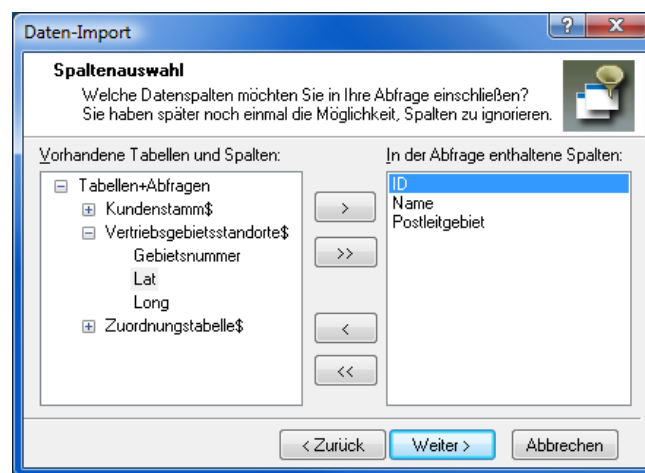 Daten-Import
Spaltenauswahl
Welche Datenspalten möchten Sie in Ihre Abfrage einschließen?
Sie haben später noch einmal die Möglichkeit, Spalten zu ignorieren.
Vorhandene Tabellen und Spalten:
Tabellen+Abfragen
Kundenstamm$
Vertriebsgebietsstandorte$
Gebietsnummer
Lat
Long
Zuordnungstabelle$
>
>>
<
<<
In der Abfrage enthaltene Spalten:
ID
Name
Postleitgebiet
< Zurück
Weiter >
Abbrechen